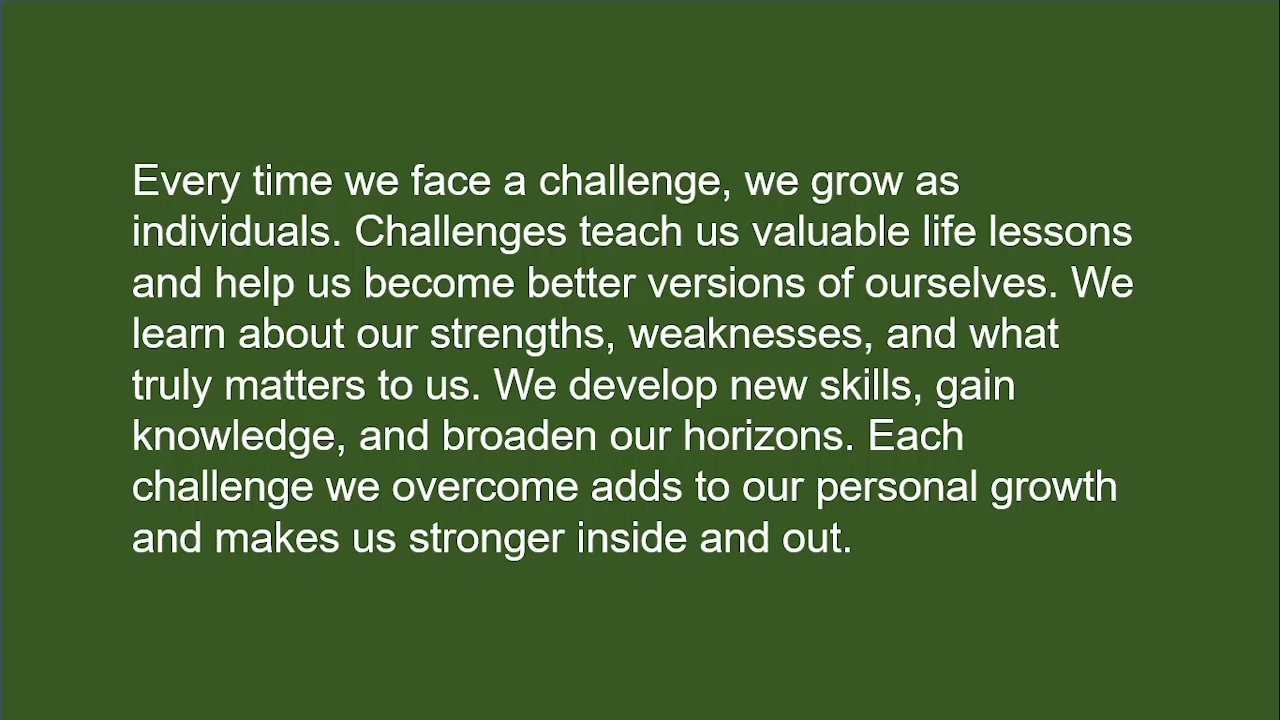 Every time we face a challenge, we grow as
individuals. Challenges teach us valuable life lessons
and help us become better versions of ourselves. We
learn about our strengths, weaknesses, and what
truly matters to us. We develop new skills, gain
knowledge, and broaden our horizons. Each
challenge we overcome adds to our personal growth
and makes us stronger inside and out.